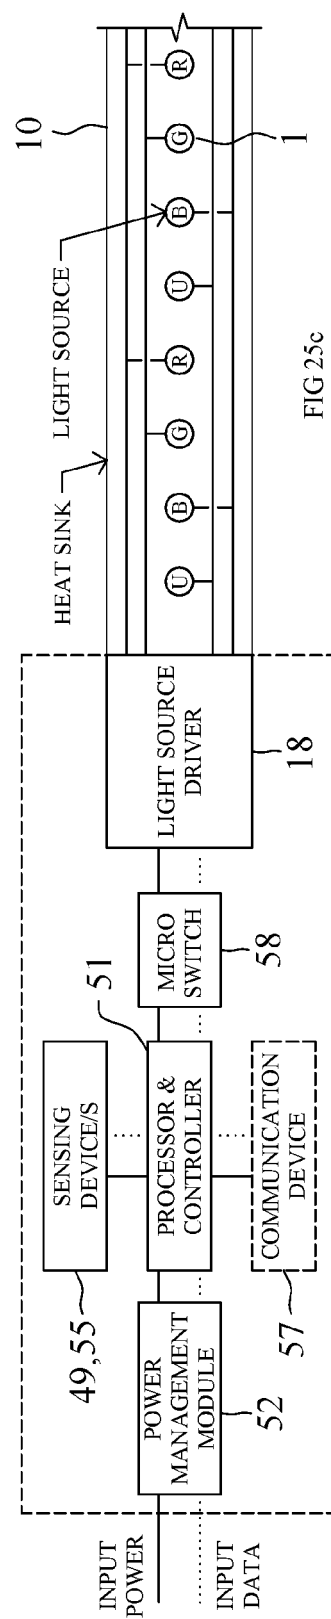 INPUT
POWER
INPUT
DATA
POWER
MANAGEMENT
MODULE
52
SENSING
DEVICE/S
49,55
PROCESSOR &
CONTROLLER
51
COMMUNICATION
DEVICE
57
MICRO
SWITCH
58
LIGHT SOURCE
DRIVER
18
HEAT SINK
LIGHT SOURCE
10
U
B
G
R
U
B
G
R
1
FIG 25c